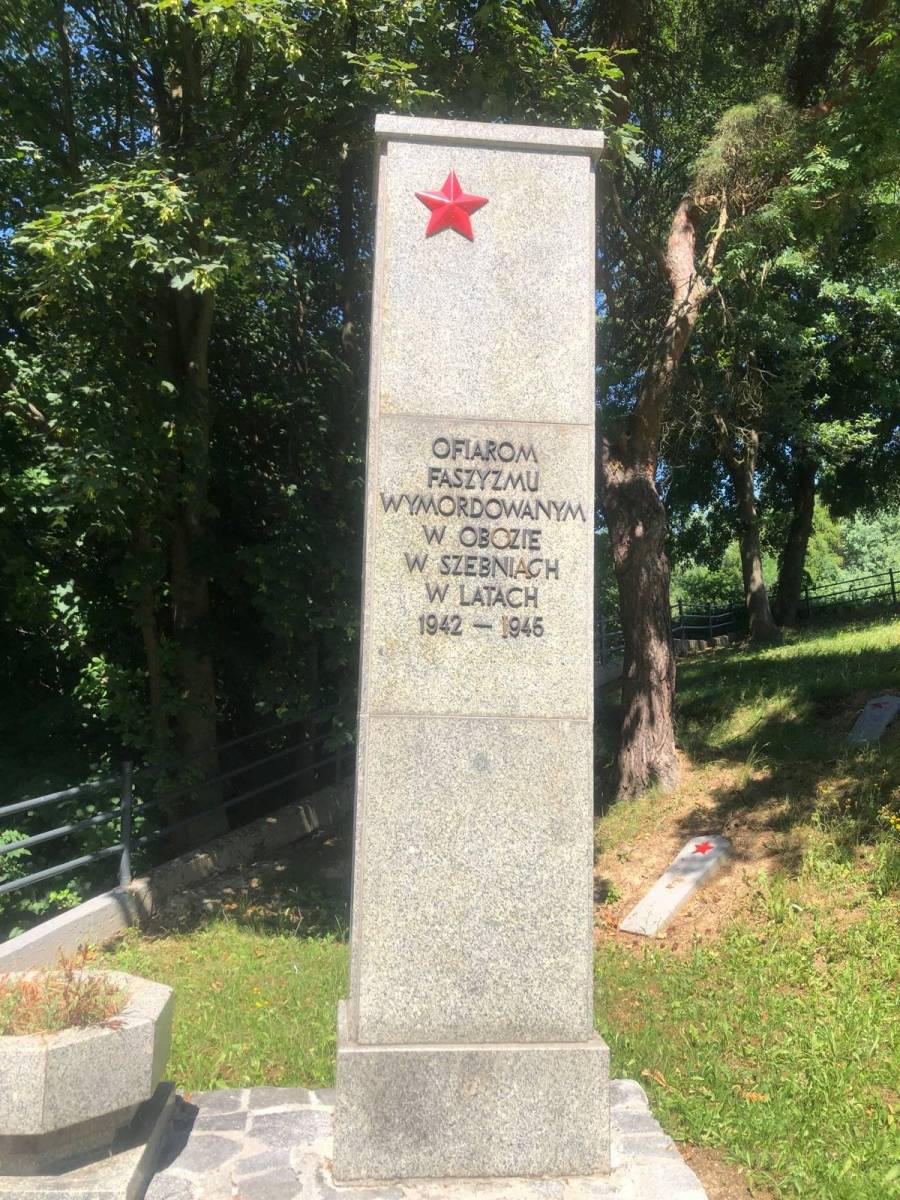 OFIAROM
FASZYZMU
WYMORDOWANYM
W OBOZIE
W SZEBNIACH
W LATACH
1942 — 1945